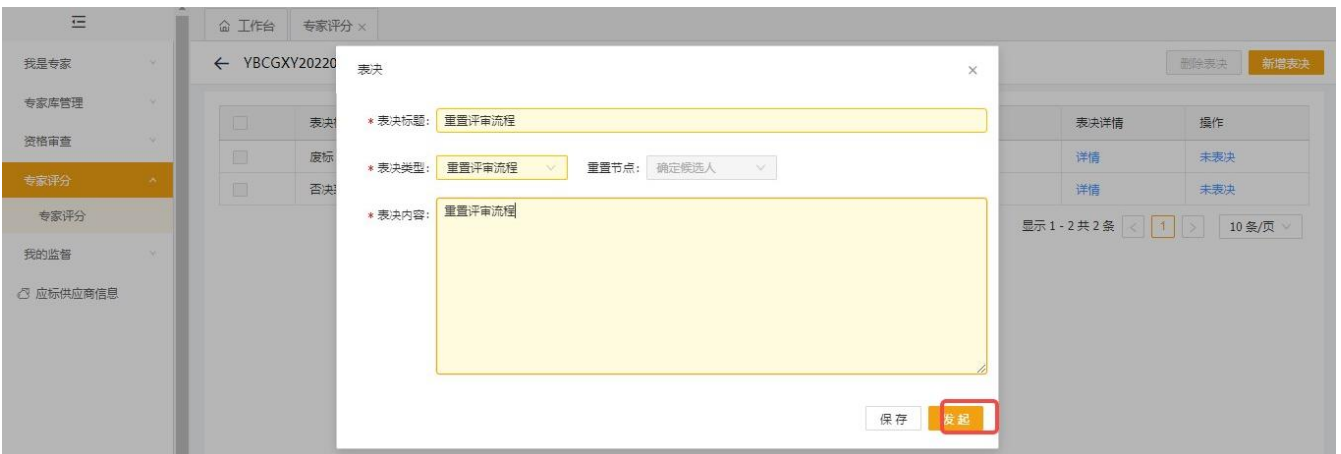 工作台 专家评分 ×
我是专家
专家库管理
资格审查
专家评分
专家评分
我的监督
应标供应商信息
← YBCGXY20220
删除表决 新增表决
表决 ×
* 表决标题: 重置评审流程
* 表决类型: 重置评审流程 重置节点: 确定候选人
* 表决内容: 重置评审流程
保存 发起
表决 表决详情 操作
废标 详情 未表决
否决 详情 未表决
显示 1 - 2 共 2 条 < 1 > 10 条/页